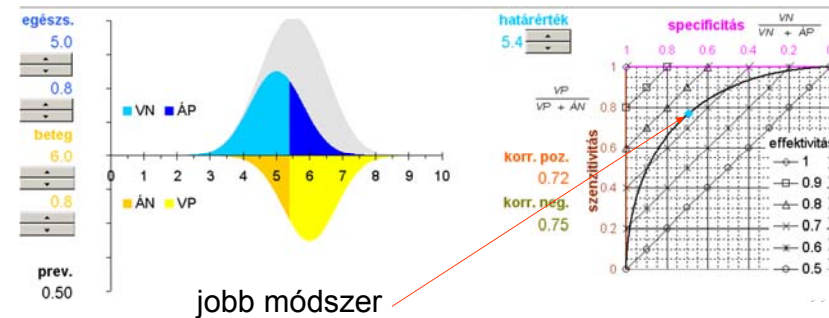 egészs.
5.0
0.8
beteg
6.0
0.8
prev.
0.50
VN ÁP
0 1 2 3 4 5 6 7 8 9 10
ÁN VP
határérték
5.4
VP
VP + ÁN
korr. poz.
0.72
korr. neg.
0.75
specificitás VN
VN + ÁP
1 0.8 0.6 0.4 0.2 0
szenzitivitás
1
0.8
0.6
0.4
0.2
0
effektivitás
1
0.9
0.8
0.7
0.6
0.5
jobb módszer